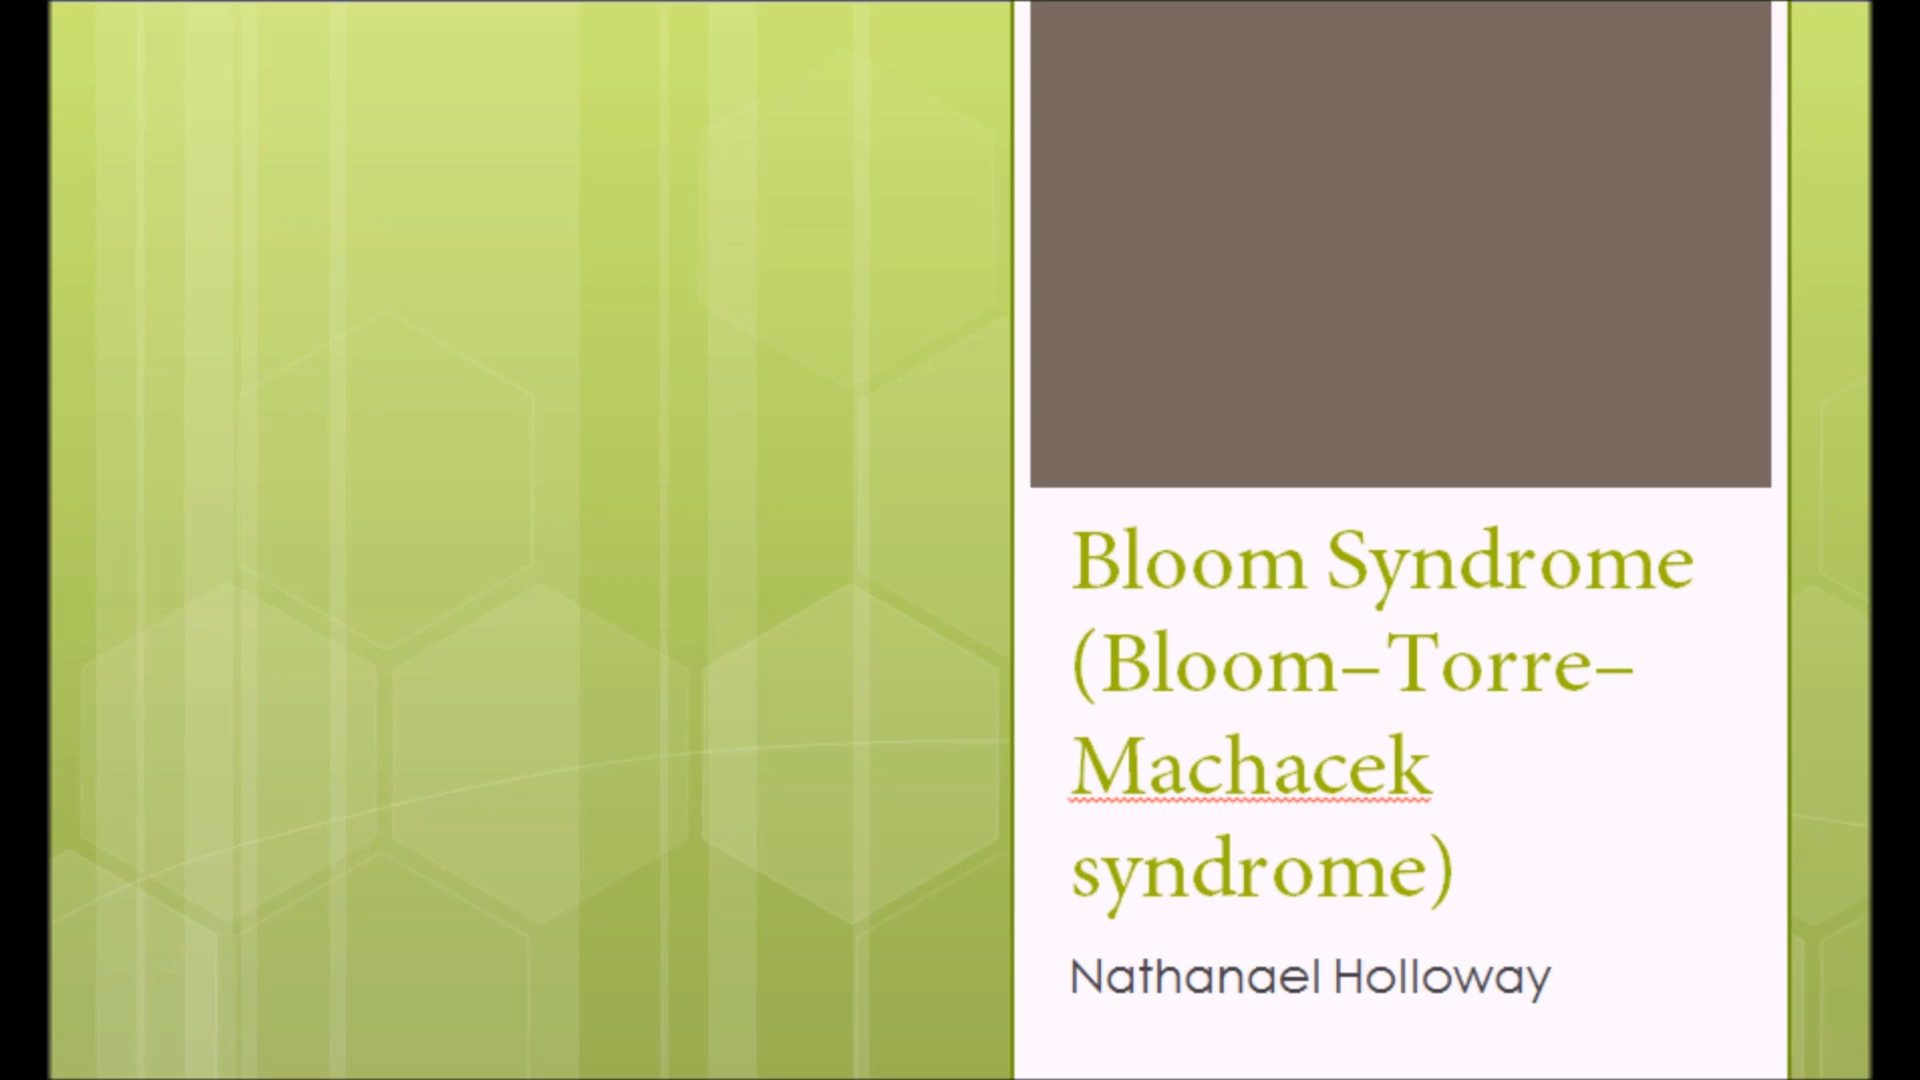 Bloom Syndrome
(Bloom–Torre–
Machacek
syndrome)
Nathanael Holloway